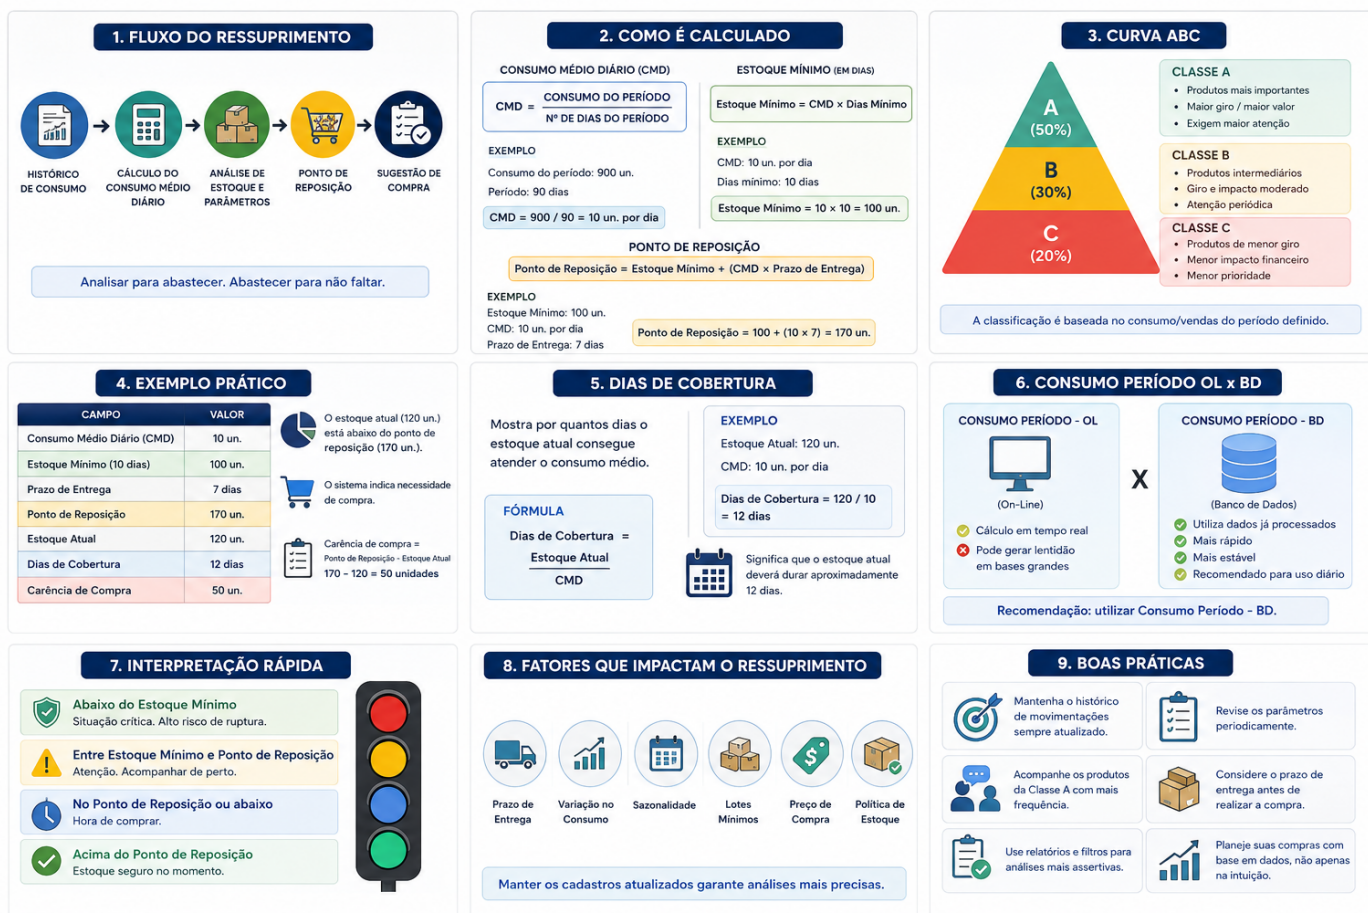 1. FLUXO DO RESSUPRIMENTO
HISTÓRICO
DE CONSUMO
CÁLCULO DO
CONSUMO MÉDIO
DIÁRIO
ANÁLISE DE
ESTOQUE E
PARÂMETROS
PONTO DE
REPOSIÇÃO
SUGESTÃO DE
COMPRA
Analisar para abastecer. Abastecer para não faltar.
2. COMO É CALCULADO
CONSUMO MÉDIO DIÁRIO (CMD)
CMD =
CONSUMO DO PERÍODO
Nº DE DIAS DO PERÍODO
EXEMPLO
Consumo do período: 900 un.
Período: 90 dias
CMD = 900 / 90 = 10 un. por dia
ESTOQUE MÍNIMO (EM DIAS)
Estoque Mínimo = CMD × Dias Mínimo
EXEMPLO
CMD: 10 un. por dia
Dias mínimo: 10 dias
Estoque Mínimo = 10 × 10 = 100 un.
PONTO DE REPOSIÇÃO
Ponto de Reposição = Estoque Mínimo + (CMD × Prazo de Entrega)
EXEMPLO
Estoque Mínimo: 100 un.
CMD: 10 un. por dia
Prazo de Entrega: 7 dias
Ponto de Reposição = 100 + (10 × 7) = 170 un.
3. CURVA ABC
A
(50%)
B
(30%)
C
(20%)
CLASSE A
• Produtos mais importantes
• Maior giro / maior valor
• Exigem maior atenção
CLASSE B
• Produtos intermediários
• Giro e impacto moderado
• Atenção periódica
CLASSE C
• Produtos de menor giro
• Menor impacto financeiro
• Menor prioridade
A classificação é baseada no consumo/vendas do período definido.
4. EXEMPLO PRÁTICO
CAMPO VALOR
Consumo Médio Diário (CMD) 10 un.
Estoque Mínimo (10 dias) 100 un.
Prazo de Entrega 7 dias
Ponto de Reposição 170 un.
Estoque Atual 120 un.
Dias de Cobertura 12 dias
Carência de Compra 50 un.
O estoque atual (120 un.)
está abaixo do ponto de
reposição (170 un.).
O sistema indica necessidade
de compra.
Carência de compra =
Ponto de Reposição - Estoque Atual
170 - 120 = 50 unidades
5. DIAS DE COBERTURA
Mostra por quantos dias o
estoque atual consegue
atender o consumo médio.
FÓRMULA
Dias de Cobertura =
Estoque Atual
CMD
EXEMPLO
Estoque Atual: 120 un.
CMD: 10 un. por dia
Dias de Cobertura = 120 / 10
= 12 dias
Significa que o estoque atual
deverá durar aproximadamente
12 dias.
6. CONSUMO PERÍODO OL x BD
CONSUMO PERÍODO - OL
(On-Line)
Cálculo em tempo real
Pode gerar lentidão
em bases grandes
X
CONSUMO PERÍODO - BD
(Banco de Dados)
Utiliza dados já processados
Mais rápido
Mais estável
Recomendado para uso diário
Recomendação: utilizar Consumo Período - BD.
7. INTERPRETAÇÃO RÁPIDA
Abaixo do Estoque Mínimo
Situação crítica. Alto risco de ruptura.
Entre Estoque Mínimo e Ponto de Reposição
Atenção. Acompanhar de perto.
No Ponto de Reposição ou abaixo
Hora de comprar.
Acima do Ponto de Reposição
Estoque seguro no momento.
8. FATORES QUE IMPACTAM O RESSUPRIMENTO
Prazo de
Entrega
Variação no
Consumo
Sazonalidade
Lotes
Mínimos
Preço de
Compra
Política de
Estoque
Manter os cadastros atualizados garante análises mais precisas.
9. BOAS PRÁTICAS
Mantenha o histórico
de movimentações
sempre atualizado.
Revise os parâmetros
periodicamente.
Acompanhe os produtos
da Classe A com mais
frequência.
Considere o prazo de
entrega antes de
realizar a compra.
Use relatórios e filtros para
análises mais assertivas.
Planeje suas compras com
base em dados, não apenas
na intuição.